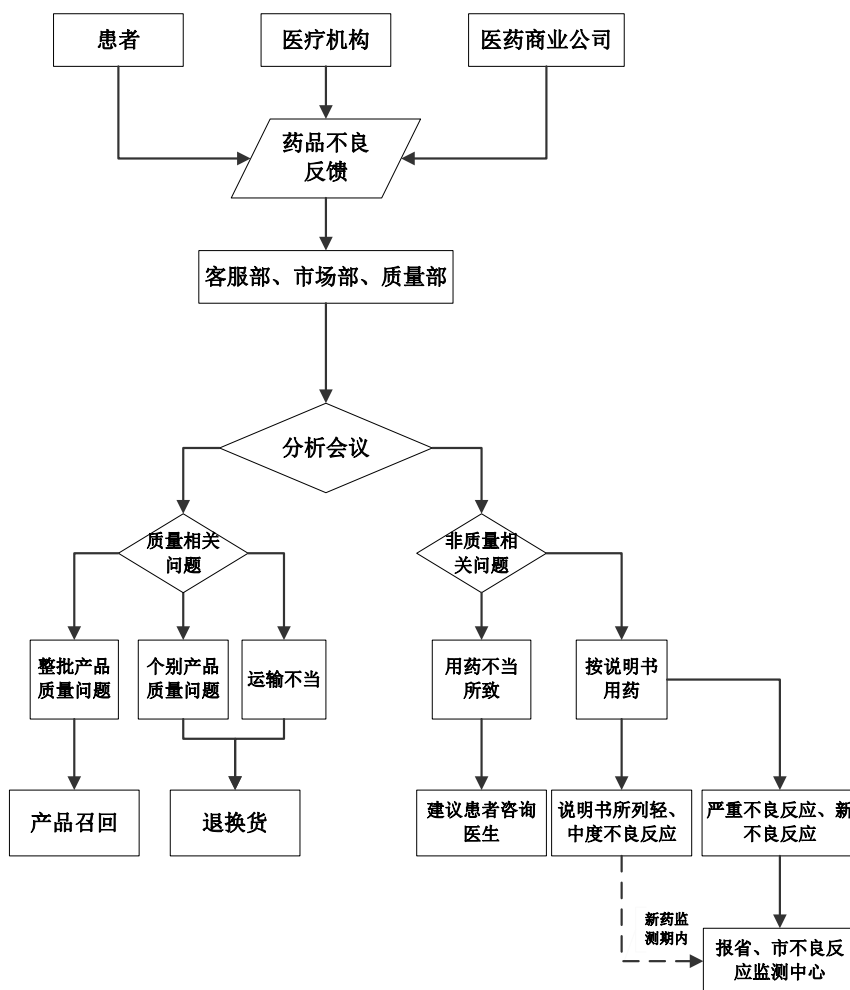 患者
医疗机构
医药商业公司
药品不良
反馈
客服部、市场部、质量部
分析会议
质量相关
问题
非质量相
关问题
整批产品
质量问题
个别产品
质量问题
运输不当
用药不当
所致
按说明书
用药
产品召回
退换货
建议患者咨询
医生
说明书所列轻、
中度不良反应
严重不良反应、新
不良反应
新药监
测期内
报省、市不良反
应监测中心